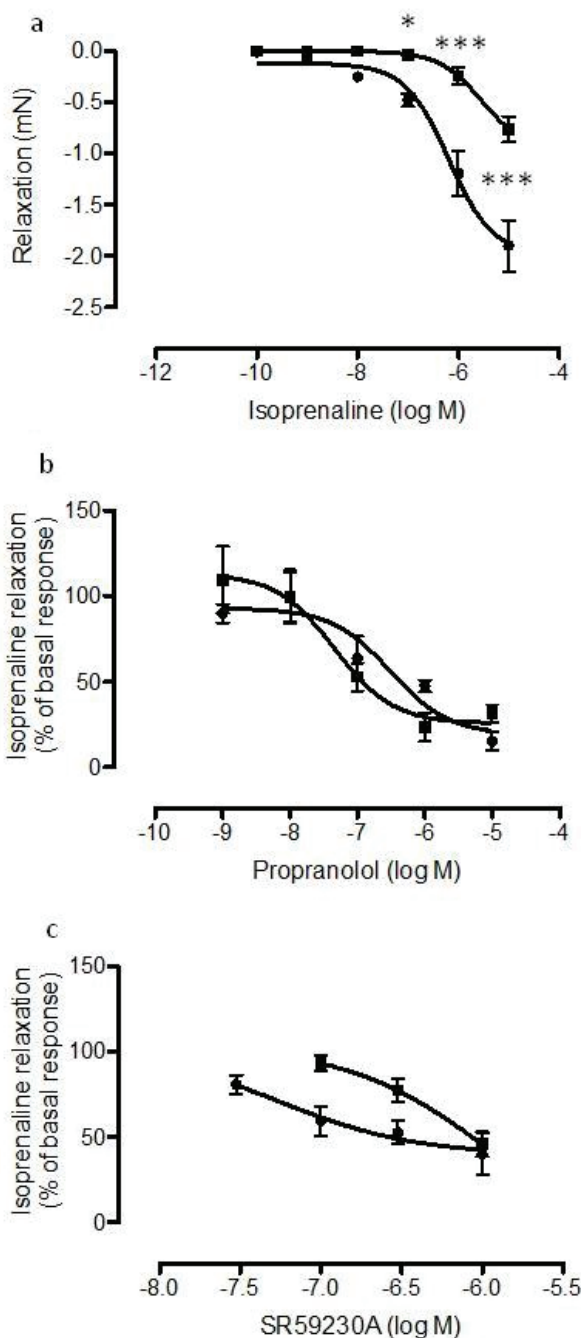 a
*
***
***
0.0
-0.5
-1.0
-1.5
-2.0
-2.5
Relaxation (mN)
-12 -10 -8 -6 -4
Isoprenaline (log M)
b
150
100
50
0
Isoprenaline relaxation
(% of basal response)
-10 -9 -8 -7 -6 -5 -4
Propranolol (log M)
c
150
100
50
0
Isoprenaline relaxation
(% of basal response)
-8.0 -7.5 -7.0 -6.5 -6.0 -5.5
SR59230A (log M)